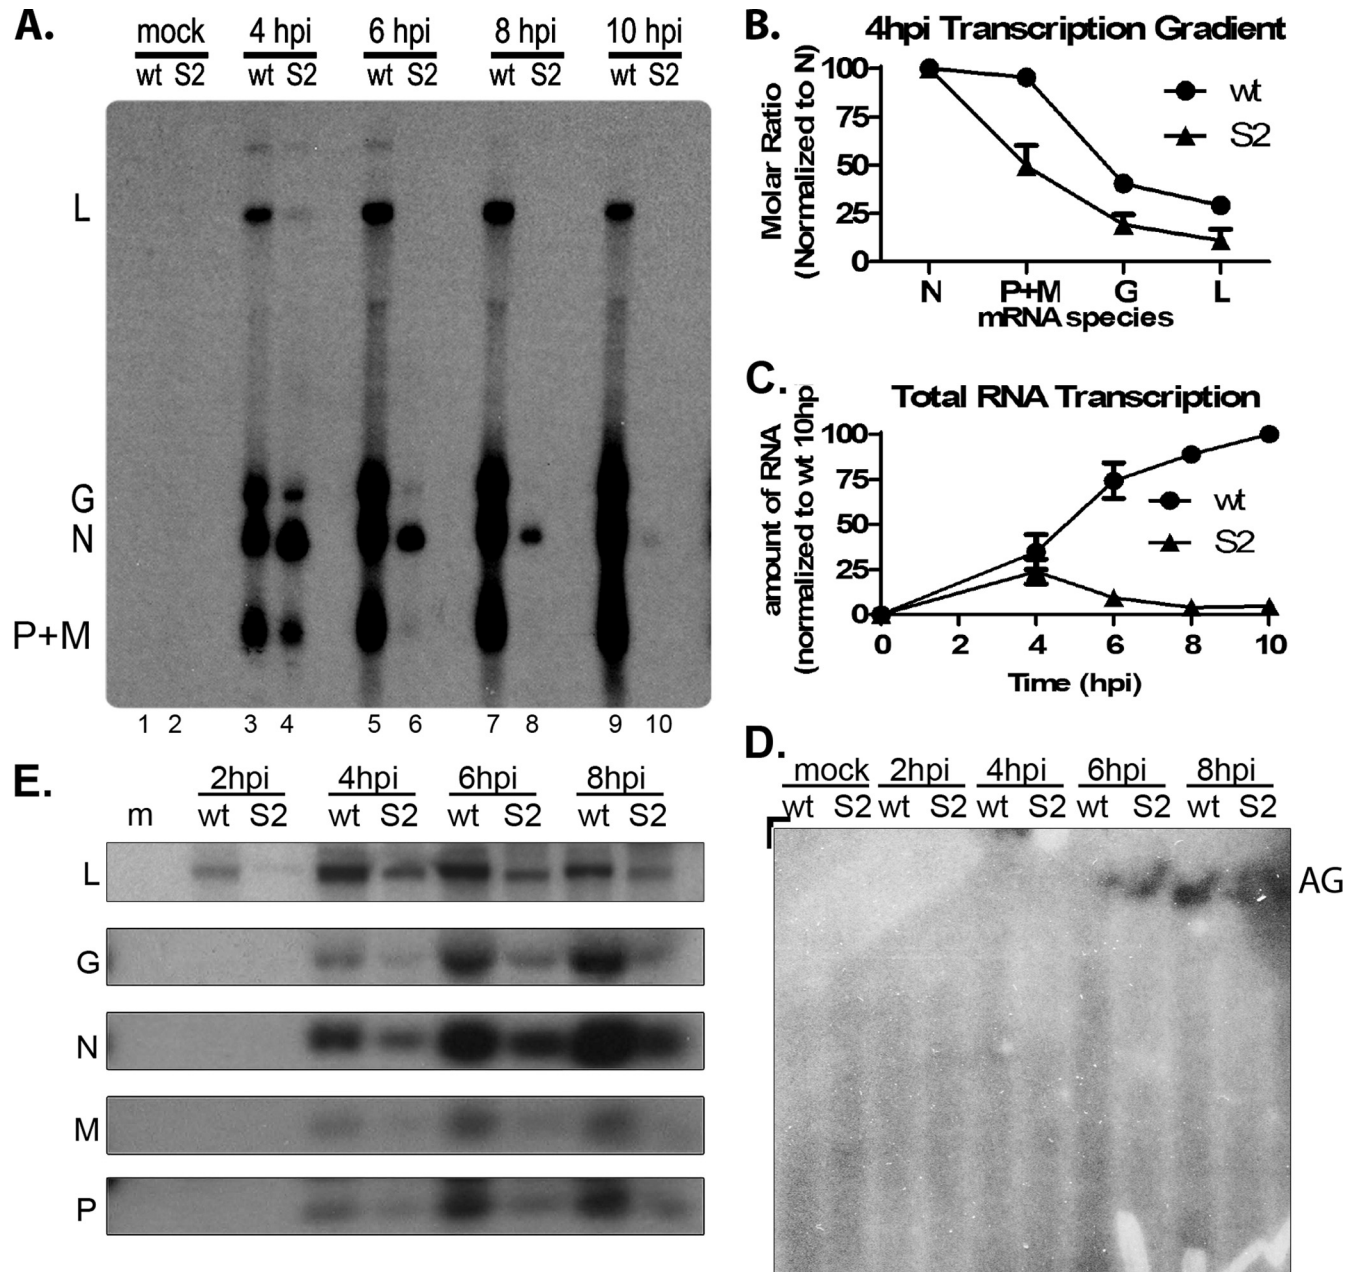 A.
mock 4 hpi 6 hpi 8 hpi 10 hpi
wt S2 wt S2 wt S2 wt S2 wt S2
L
G
N
P+M
1 2 3 4 5 6 7 8 9 10
B.
4hpi Transcription Gradient
Molar Ratio
(Normalized to N)
100
75
50
25
0
wt
S2
N P+M G L
mRNA species
C.
Total RNA Transcription
amount of RNA
(normalized to wt 10hp
100
75
50
25
0
wt
S2
0 2 4 6 8 10
Time (hpi)
D.
mock 2hpi 4hpi 6hpi 8hpi
wt S2 wt S2 wt S2 wt S2 wt S2
AG
E.
2hpi 4hpi 6hpi 8hpi
m wt S2 wt S2 wt S2 wt S2
L
G
N
M
P